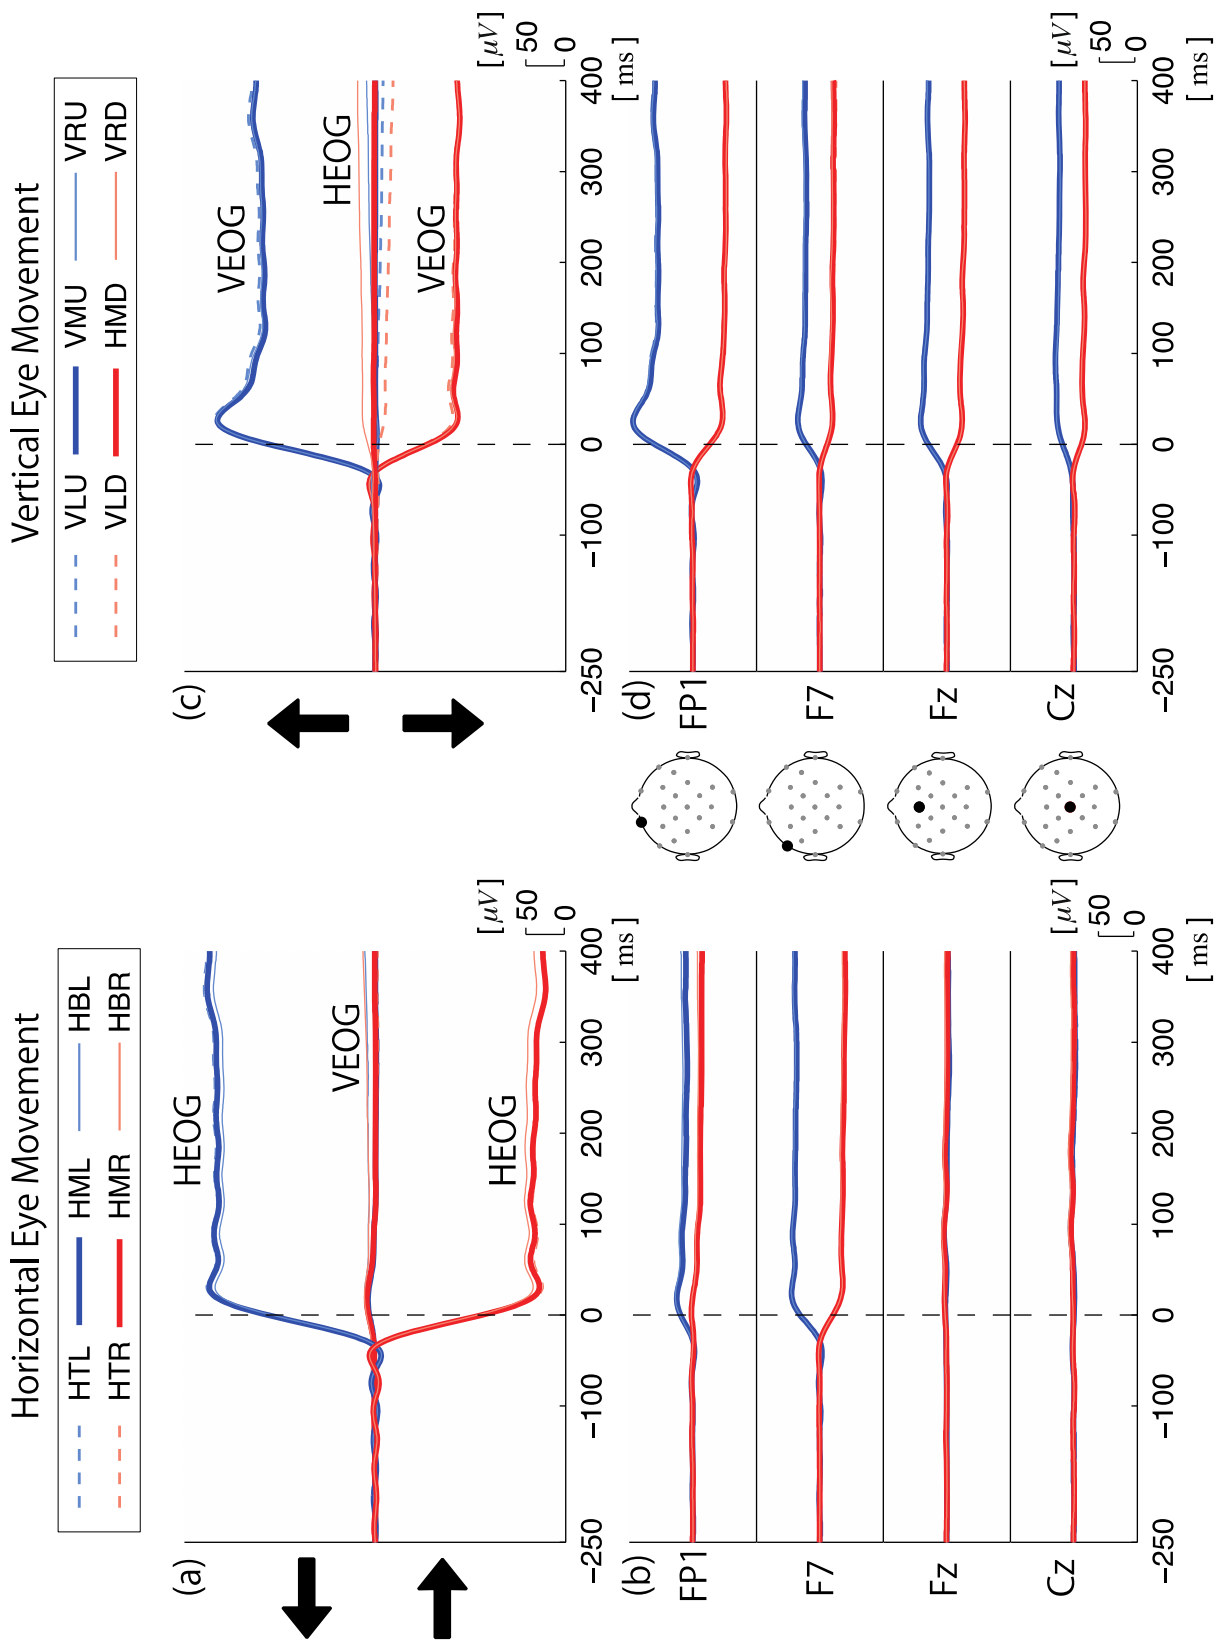 Horizontal Eye Movement
HTL HML HBL
HTR HMR HBR
(a)
HEOG
VEOG
HEOG
[μV]
50
0
−250 −100 0 100 200 300 400
[ ms ]
(b)
FP1
F7
Fz
Cz
[μV]
50
0
−250 −100 0 100 200 300 400
[ ms ]
Vertical Eye Movement
VLU VMU VRU
VLD HMD VRD
(c)
VEOG
HEOG
VEOG
[μV]
50
0
−250 −100 0 100 200 300 400
[ ms ]
(d)
FP1
F7
Fz
Cz
[μV]
50
0
−250 −100 0 100 200 300 400
[ ms ]